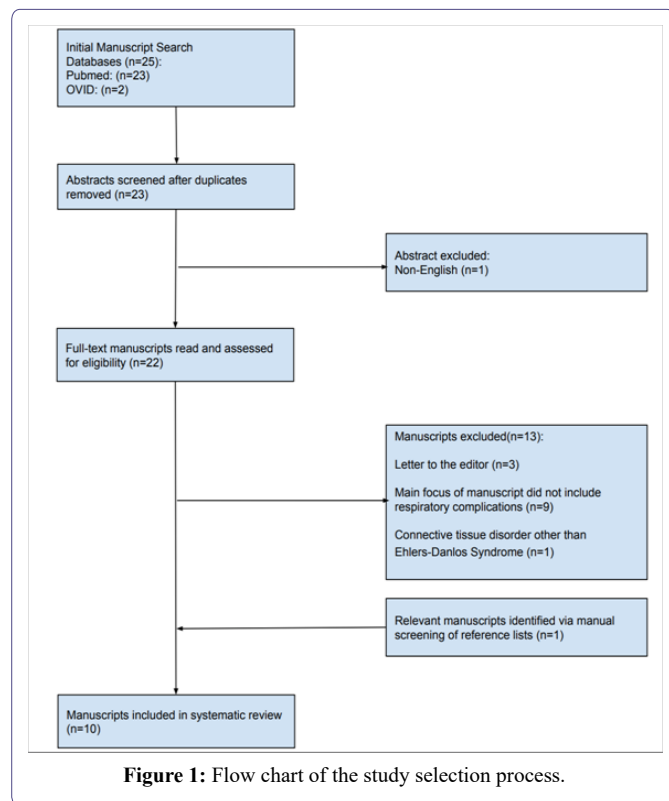 Initial Manuscript Search
Databases (n=25):
Pubmed: (n=23)
OVID: (n=2)
Abstracts screened after duplicates
removed (n=23)
Abstract excluded:
Non-English (n=1)
Full-text manuscripts read and assessed
for eligibility (n=22)
Manuscripts excluded(n=13):
Letter to the editor (n=3)
Main focus of manuscript did not include
respiratory complications (n=9)
Connective tissue disorder other than
Ehlers-Danlos Syndrome (n=1)
Relevant manuscripts identified via manual
screening of reference lists (n=1)
Manuscripts included in systematic review
(n=10)
Figure 1: Flow chart of the study selection process.